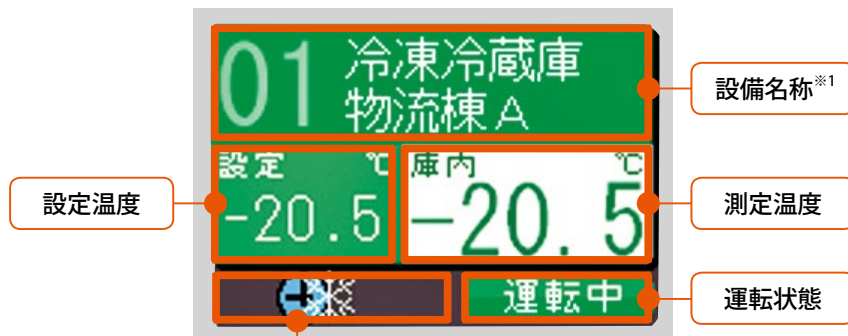 01 冷凍冷蔵庫
物流棟A
設備名称※1
設定 ℃
-20.5
庫内 ℃
-20.5
設定温度
測定温度
運転中
運転状態